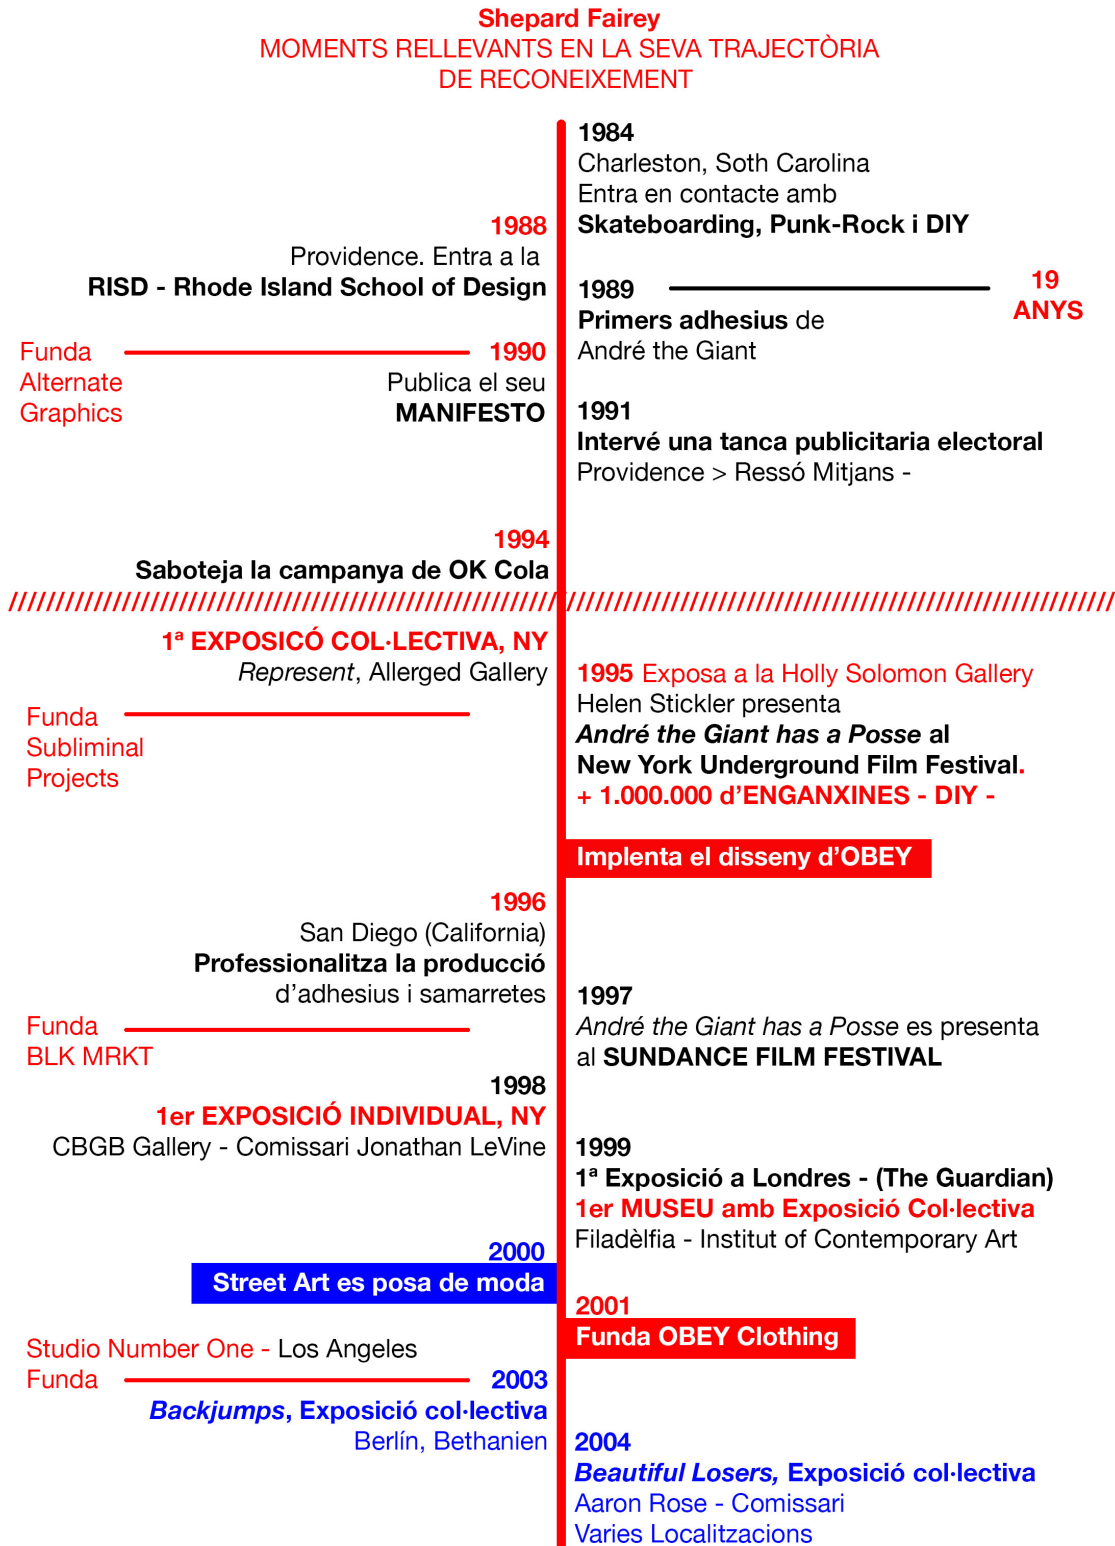 Shepard Fairey
MOMENTS RELLEVANTS EN LA SEVA TRAJECTÒRIA
DE RECONEIXEMENT
1984
Charleston, Soth Carolina
Entra en contacte amb
Skateboarding, Punk-Rock i DIY
1988
Providence. Entra a la
RISD - Rhode Island School of Design
1989
19
ANYS
Primers adhesius de
André the Giant
Funda
Alternate
Graphics
1990
Publica el seu
MANIFESTO
1991
Intervé una tanca publicitaria electoral
Providence > Ressó Mitjans -
1994
Saboteja la campanya de OK Cola
////////////////////////////////////////////////////////////////////////////////////////////////////////////////////////
1ª EXPOSICÓ COL·LECTIVA, NY
Represent, Allerged Gallery
Funda
Subliminal
Projects
1995 Exposa a la Holly Solomon Gallery
Helen Stickler presenta
André the Giant has a Posse al
New York Underground Film Festival.
+ 1.000.000 d’ENGANXINES - DIY -
Implenta el disseny d’OBEY
1996
San Diego (California)
Professionalitza la producció
d’adhesius i samarretes
Funda
BLK MRKT
1997
André the Giant has a Posse es presenta
al SUNDANCE FILM FESTIVAL
1998
1er EXPOSICIÓ INDIVIDUAL, NY
CBGB Gallery - Comissari Jonathan LeVine
1999
1ª Exposició a Londres - (The Guardian)
1er MUSEU amb Exposició Col·lectiva
Filadèlfia - Institut of Contemporary Art
2000
Street Art es posa de moda
2001
Funda OBEY Clothing
Studio Number One - Los Angeles
Funda
2003
Backjumps, Exposició col·lectiva
Berlín, Bethanien
2004
Beautiful Losers, Exposició col·lectiva
Aaron Rose - Comissari
Varies Localitzacions